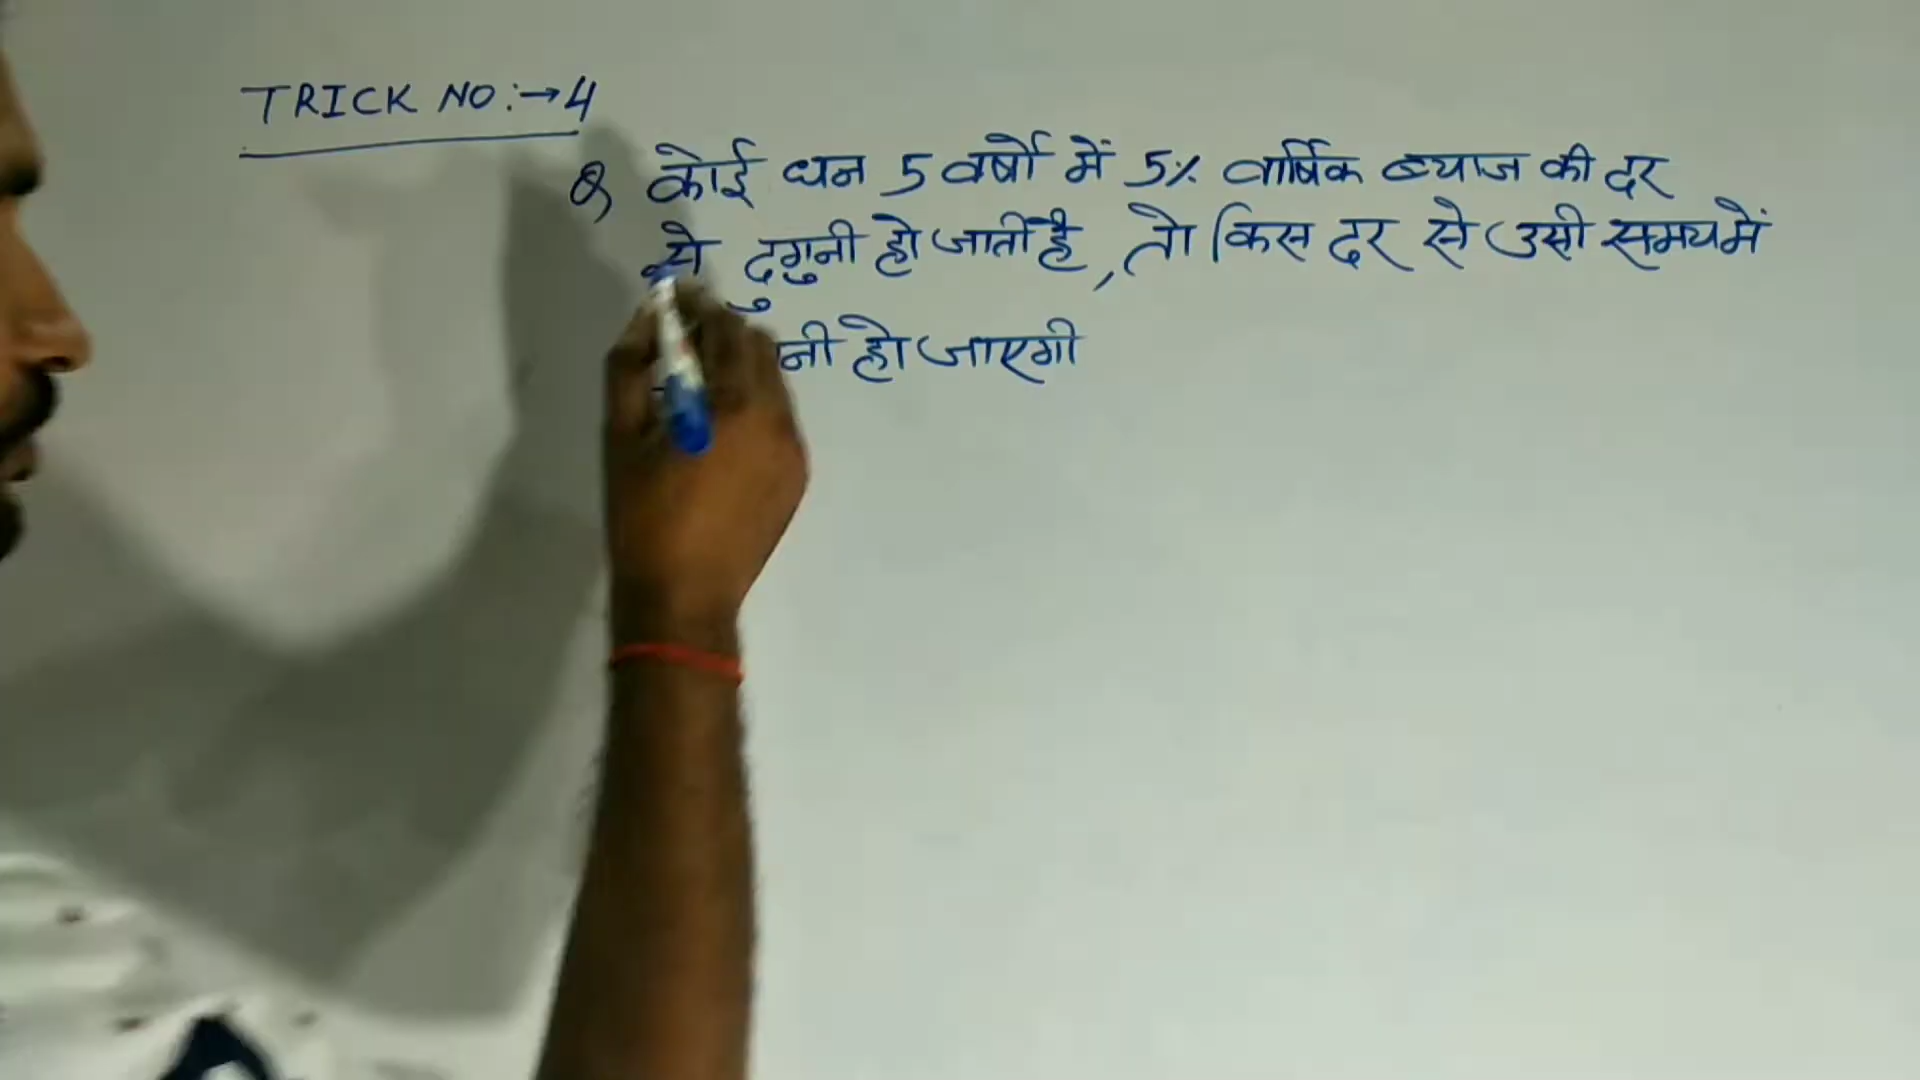 TRICK NO:→4
Q कोई धन 5 वर्षो में 5% वार्षिक ब्याज की दर
से दुगुनी हो जाती है, तो किस दर से उसी समय में
हो जाएगी